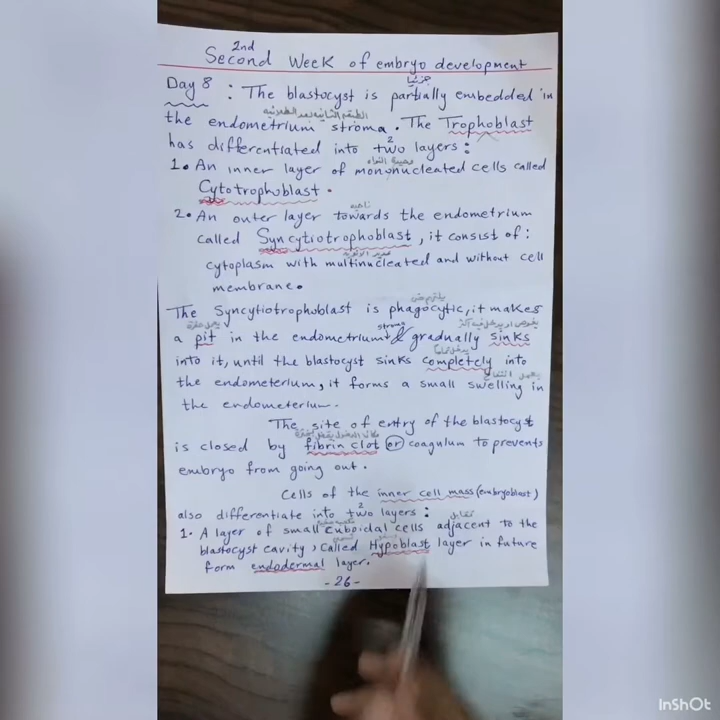 2nd
Second Week of embryo development
Day 8 : The blastocyst is partially embedded in
جزئيا
the endometrium stroma. The Trophoblast
has differentiated into two layers :
2
1. An inner layer of mononucleated cells called
Cytotrophoblast.
2. An outer layer towards the endometrium
called Syncytiotrophoblast, it consist of :
cytoplasm with multinucleated and without cell
membrane.
The Syncytiotrophoblast is phagocytic, it makes
a pit in the endometrium stroma & gradually sinks
into it, until the blastocyst sinks completely into
the endometerium, it forms a small swelling in
the endometerium.
The site of entry of the blastocyst
is closed by fibrin clot or coagulum to prevents
embryo from going out.
Cells of the inner cell mass (embryoblast)
also differentiate into two layers :
2
1. A layer of small cuboidal cells adjacent to the
blastocyst cavity, called Hypoblast layer in future
form endodermal layer.
-26-
InShOt